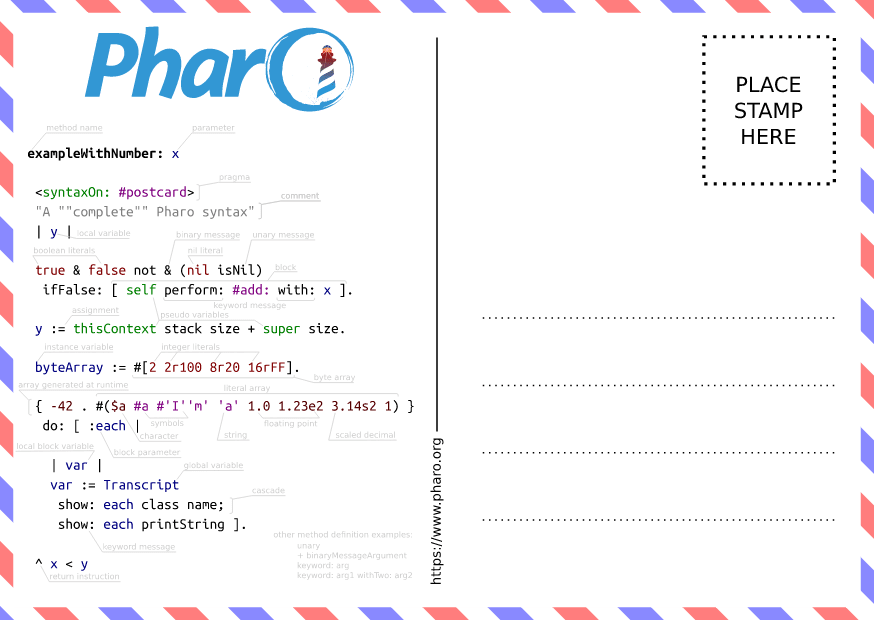 Pharo
method name
parameter
exampleWithNumber: x
pragma
<syntaxOn: #postcard>
comment
"A ""complete"" Pharo syntax"
| y |
local variable
binary message
unary message
boolean literals
nil literal
true & false not & (nil isNil)
block
ifFalse: [ self perform: #add: with: x ].
keyword message
assignment
pseudo variables
y := thisContext stack size + super size.
instance variable
integer literals
byteArray := #[2 2r100 8r20 16rFF].
byte array
array generated at runtime
literal array
{ -42 . #($a #a #'I''m' 'a' 1.0 1.23e2 3.14s2 1) }
do: [ :each |
symbols
floating point
character
string
scaled decimal
local block variable
block parameter
| var |
global variable
var := Transcript
cascade
show: each class name;
show: each printString ].
keyword message
other method definition examples:
unary
+ binaryMessageArgument
keyword: arg
keyword: arg1 withTwo: arg2
^ x < y
return instruction
https://www.pharo.org
PLACE
STAMP
HERE